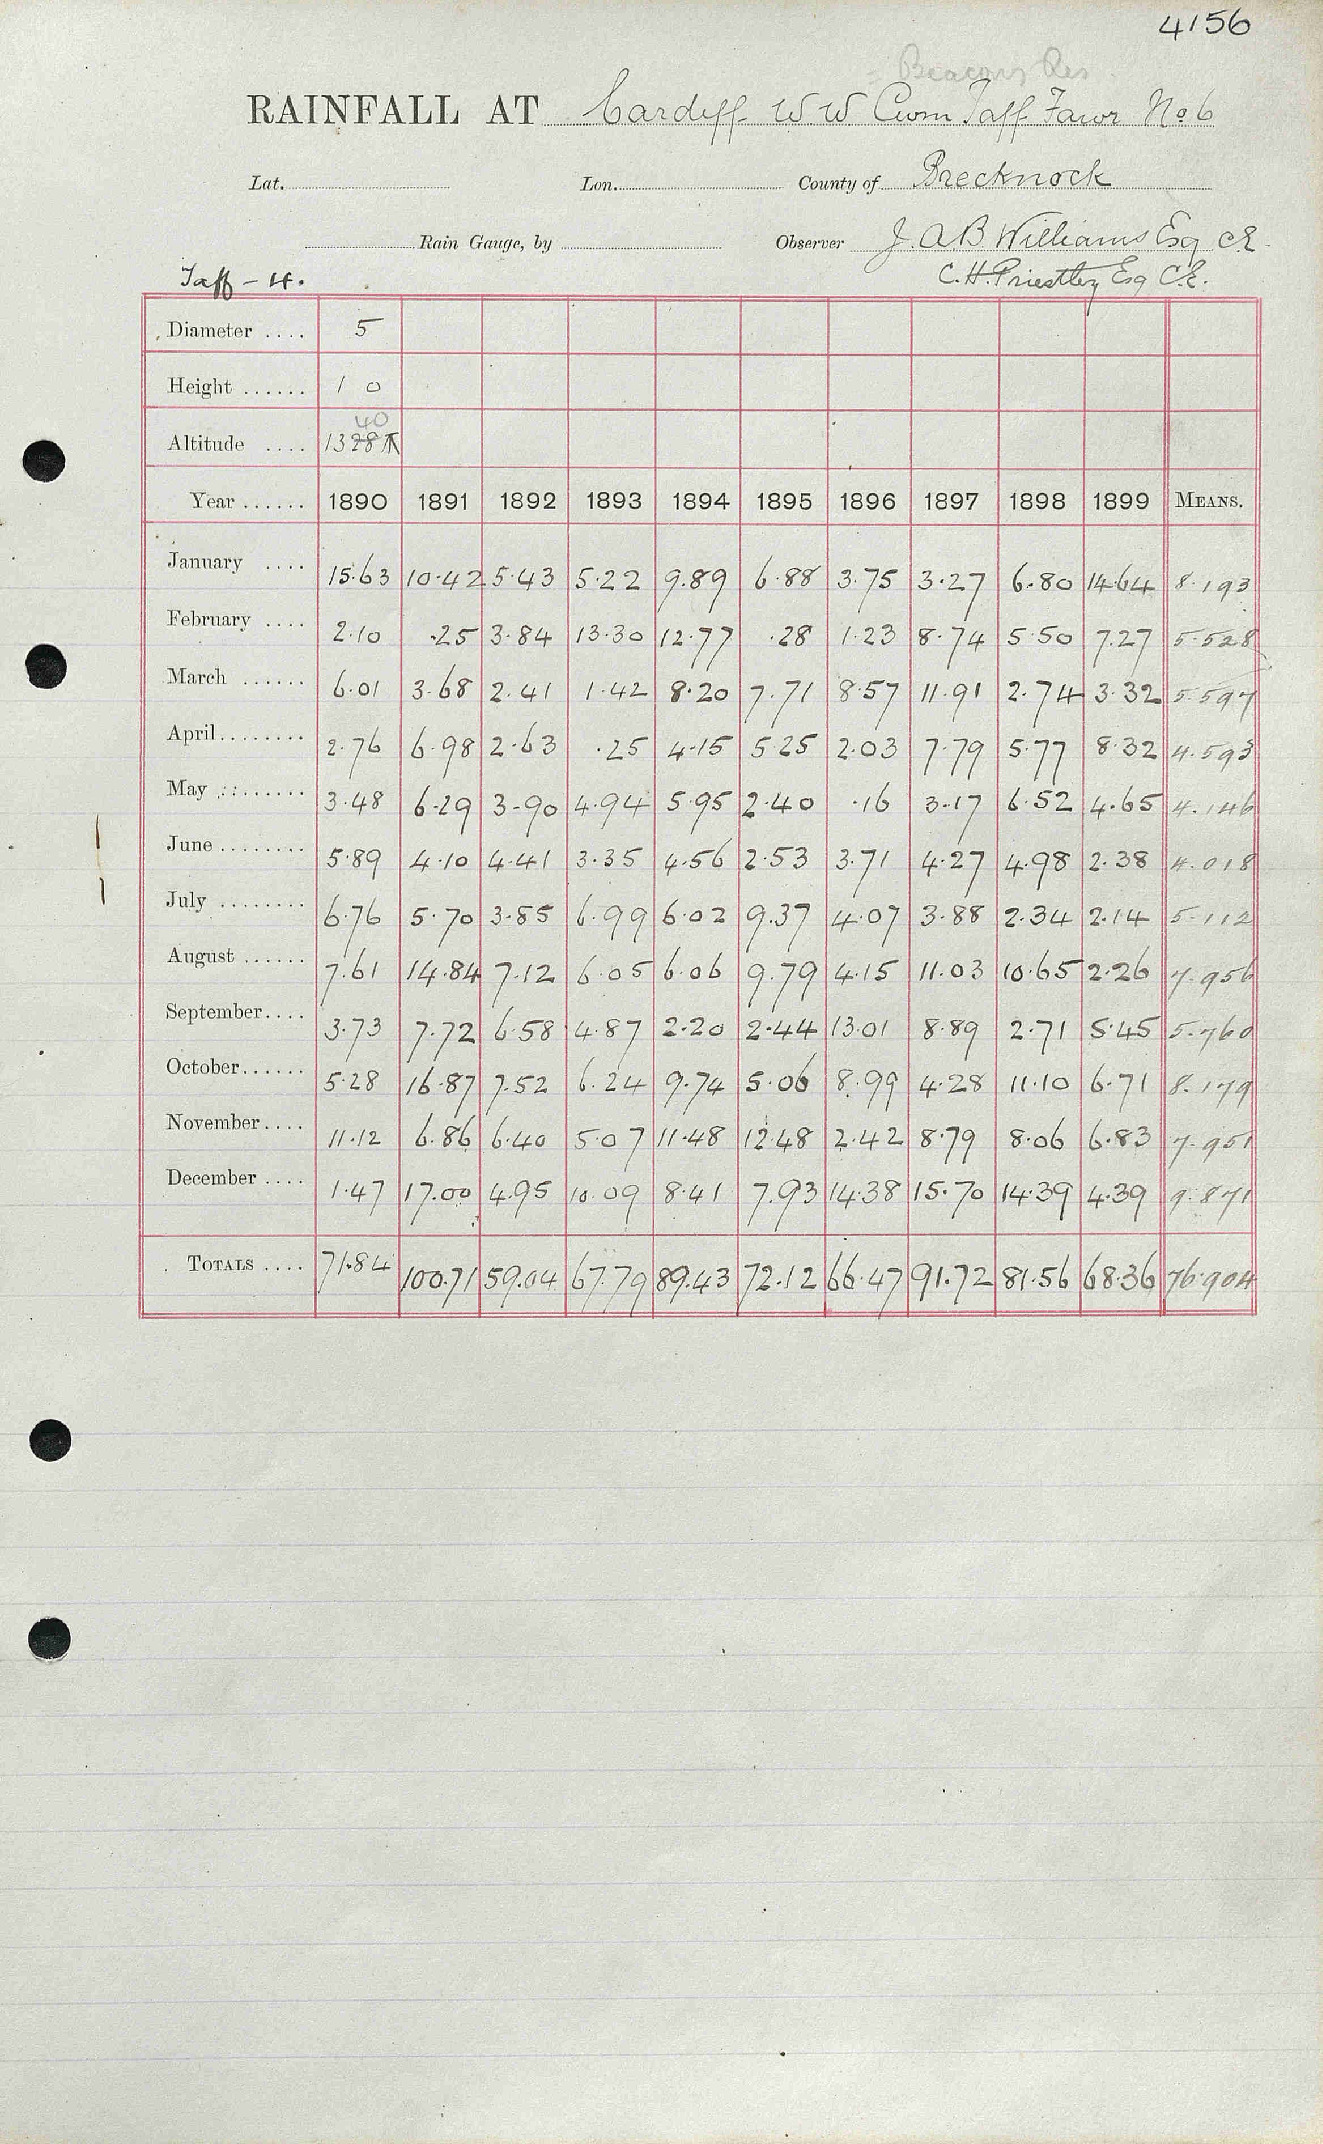 4156
= Beacons Res.
RAINFALL AT Cardiff W W Cwm Taff Fawr No 6
Lat. Lon. County of Brecknock
Rain Gauge, by Observer J. A B Williams Esq C.E.
Taff - 4. C. H. Priestley Esq C.E.
Diameter .... 5
Height ...... 1 0
40
Altitude .... 1328 T
Year ...... 1890 1891 1892 1893 1894 1895 1896 1897 1898 1899 MEANS.
January .... 15.63 10.42 5.43 5.22 9.89 6.88 3.75 3.27 6.80 14.64 8.193
February .... 2.10 .25 3.84 13.30 12.77 .28 1.23 8.74 5.50 7.27 5.528
March ...... 6.01 3.68 2.41 1.42 8.20 7.71 8.57 11.91 2.74 3.32 5.597
April........ 2.76 6.98 2.63 .25 4.15 5.25 2.03 7.79 5.77 8.32 4.593
May ........ 3.48 6.29 3.90 4.94 5.95 2.40 .16 3.17 6.52 4.65 4.146
June ........ 5.89 4.10 4.41 3.35 4.56 2.53 3.71 4.27 4.98 2.38 4.018
July ........ 6.76 5.70 3.85 6.99 6.02 9.37 4.07 3.88 2.34 2.14 5.112
August ...... 7.61 14.84 7.12 6.05 6.06 9.79 4.15 11.03 10.65 2.26 7.956
September.... 3.73 7.72 6.58 4.87 2.20 2.44 13.01 8.89 2.71 5.45 5.760
October...... 5.28 16.87 7.52 6.24 9.74 5.06 8.99 4.28 11.10 6.71 8.179
November.... 11.12 6.86 6.40 5.07 11.48 12.48 2.42 8.79 8.06 6.83 7.951
December .... 1.47 17.00 4.95 10.09 8.41 7.93 14.38 15.70 14.39 4.39 9.871
TOTALS .... 71.84 100.71 59.04 67.79 89.43 72.12 66.47 91.72 81.56 68.36 76.904